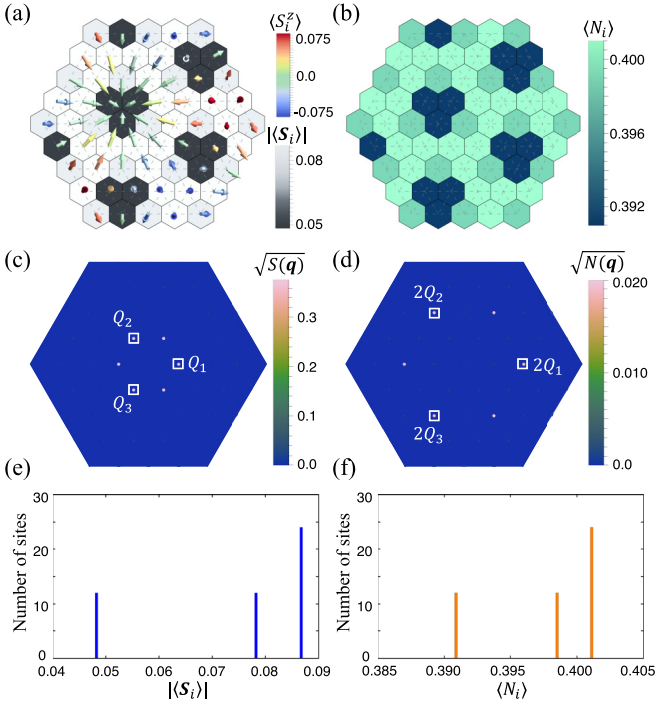 (a)
⟨S_i^z⟩
0.075
0.0
-0.075
|⟨S_i⟩|
0.08
0.05
(b)
⟨N_i⟩
0.400
0.396
0.392
(c)
√S(q)
Q_2
Q_1
Q_3
0.3
0.2
0.1
0.0
(d)
√N(q)
2Q_2
2Q_1
2Q_3
0.020
0.010
0.0
(e)
Number of sites
30
20
10
0
0.04 0.05 0.06 0.07 0.08 0.09
|⟨S_i⟩|
(f)
Number of sites
30
20
10
0
0.385 0.390 0.395 0.400 0.405
⟨N_i⟩